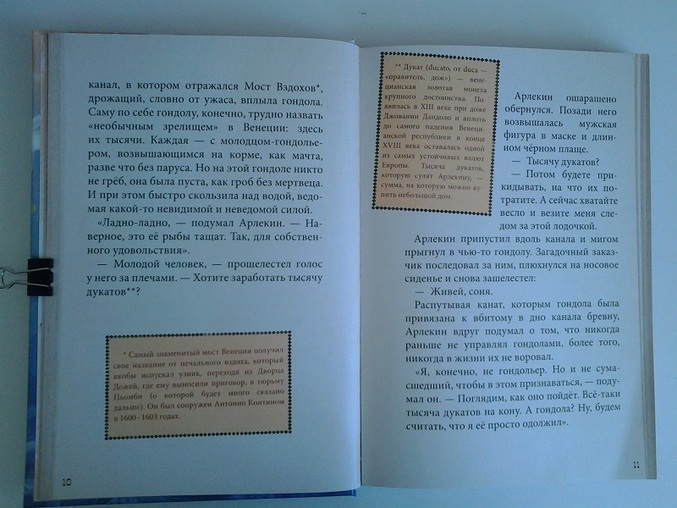 канал, в котором отражался Мост Вздохов*,
дрожащий, словно от ужаса, вплыла гондола.
Саму по себе гондолу, конечно, трудно назвать
«необычным зрелищем» в Венеции: здесь
их тысячи. Каждая — с молодцом-гондолье-
ром, возвышающимся на корме, как мачта,
разве что без паруса. Но на этой гондоле никто
не грёб, она была пуста, как гроб без мертвеца.
И при этом быстро скользила над водой, ведо-
мая какой-то невидимой и неведомой силой.
«Ладно-ладно, — подумал Арлекин. — На-
верное, это её рыбы тащат. Так, для собствен-
ного удовольствия».
— Молодой человек, — прошелестел голос
у него за плечами. — Хотите заработать тысячу
дукатов**?
* Самый знаменитый мост Венеции получил
свое название от печального вздоха, который
якобы испускал узник, переходя из Дворца
Дожей, где ему выносили приговор, в тюрьму
Пьомби (о которой будет много сказано
дальше). Он был сооружен Антонио Контином
в 1600–1603 годах.
10
** Дукат (ducato, от duca —
«правитель, дож») — вене-
цианская золотая монета
крупного достоинства. По-
явилась в XIII веке при доже
Джованни Дандоло и вплоть
до самого падения Венеци-
анской республики в конце
XVIII века оставалась одной
из самых устойчивых валют
Европы. Тысяча дукатов,
которую сулят Арлекину, —
сумма, на которую можно ку-
пить небольшой дом.
Арлекин ошарашено
обернулся. Позади него
возвышалась мужская
фигура в маске и длин-
ном чёрном плаще.
— Тысячу дукатов?
— Потом будете при-
кидывать, на что их по-
тратите. А сейчас хватайте
весло и везите меня сле-
дом за этой лодочкой.
Арлекин припустил вдоль канала и мигом
прыгнул в чью-то гондолу. Загадочный заказ-
чик последовал за ним, плюхнулся на носовое
сиденье и снова зашелестел:
— Живей, соня.
Распутывая канат, которым гондола была
привязана к вбитому в дно канала бревну,
Арлекин вдруг подумал о том, что никогда
раньше не управлял гондолами, более того,
никогда в жизни их не воровал.
«Я, конечно, не гондольер. Но и не сума-
сшедший, чтобы в этом признаваться, — поду-
мал он. — Поглядим, как оно пойдёт. Всё-таки
тысяча дукатов на кону. А гондола? Ну, будем
считать, что я её просто одолжил».
11